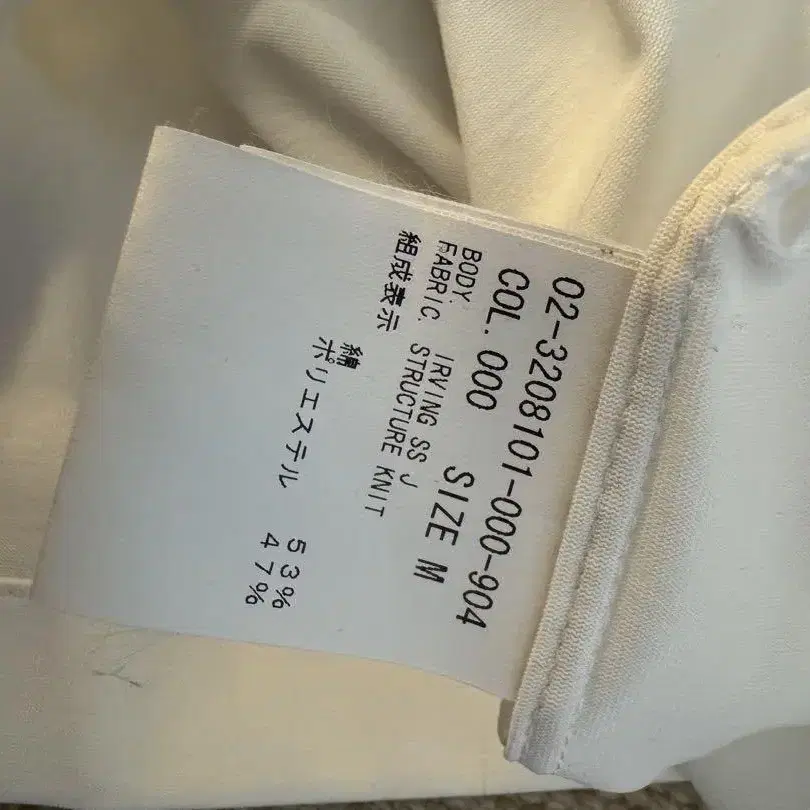 02-3208101-000-904
COL. 000 SIZE M
BODY. IRVING SS J
FABRIC. STRUCTURE KNIT
組成表示
綿 53%
ポリエステル 47%